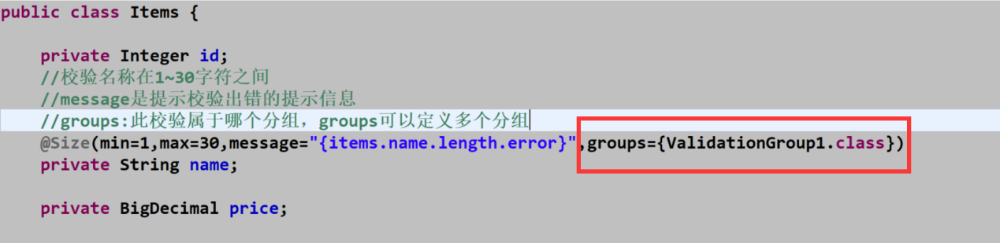 public class Items {
private Integer id;
//校验名称在1~30字符之间
//message是提示校验出错的提示信息
//groups:此校验属于哪个分组，groups可以定义多个分组
@Size(min=1,max=30,message="{items.name.length.error}",groups={ValidationGroup1.class})
private String name;
private BigDecimal price;